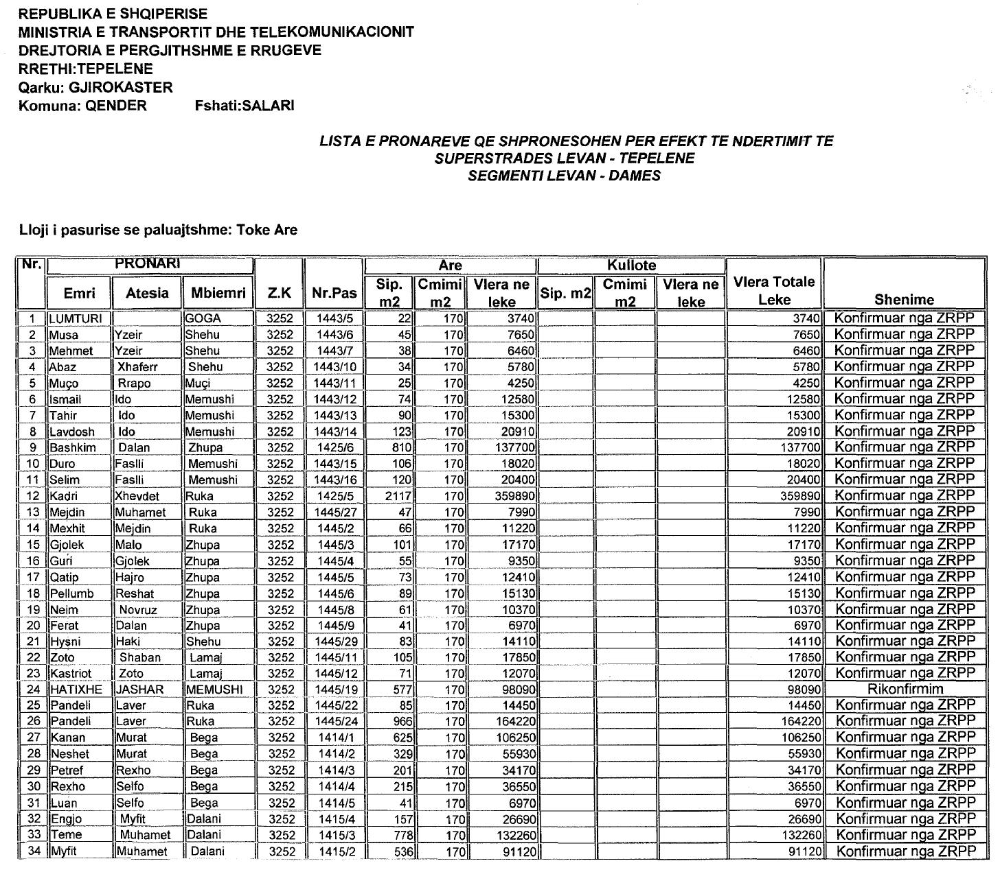 REPUBLIKA E SHQIPERISE
MINISTRIA E TRANSPORTIT DHE TELEKOMUNIKACIONIT
DREJTORIA E PERGJITHSHME E RRUGEVE
RRETHI:TEPELENE
Qarku: GJIROKASTER
Komuna: QENDER Fshati:SALARI
LISTA E PRONAREVE QE SHPRONESOHEN PER EFEKT TE NDERTIMIT TE
SUPERSTRADES LEVAN - TEPELENE
SEGMENTI LEVAN - DAMES
Lloji i pasurise se paluajtshme: Toke Are
Nr. PRONARI Are Kullote
Emri Atesia Mbiemri Z.K Nr.Pas Sip. m2 Cmimi m2 Vlera ne leke Sip. m2 Cmimi m2 Vlera ne leke Vlera Totale Leke Shenime
1 LUMTURI GOGA 3252 1443/5 22 170 3740 3740 Konfirmuar nga ZRPP
2 Musa Yzeir Shehu 3252 1443/6 45 170 7650 7650 Konfirmuar nga ZRPP
3 Mehmet Yzeir Shehu 3252 1443/7 38 170 6460 6460 Konfirmuar nga ZRPP
4 Abaz Xhaferr Shehu 3252 1443/10 34 170 5780 5780 Konfirmuar nga ZRPP
5 Muço Rrapo Muçi 3252 1443/11 25 170 4250 4250 Konfirmuar nga ZRPP
6 Ismail Ido Memushi 3252 1443/12 74 170 12580 12580 Konfirmuar nga ZRPP
7 Tahir Ido Memushi 3252 1443/13 90 170 15300 15300 Konfirmuar nga ZRPP
8 Lavdosh Ido Memushi 3252 1443/14 123 170 20910 20910 Konfirmuar nga ZRPP
9 Bashkim Dalan Zhupa 3252 1425/6 810 170 137700 137700 Konfirmuar nga ZRPP
10 Duro Faslli Memushi 3252 1443/15 106 170 18020 18020 Konfirmuar nga ZRPP
11 Selim Faslli Memushi 3252 1443/16 120 170 20400 20400 Konfirmuar nga ZRPP
12 Kadri Xhevdet Ruka 3252 1425/5 2117 170 359890 359890 Konfirmuar nga ZRPP
13 Mejdin Muhamet Ruka 3252 1445/27 47 170 7990 7990 Konfirmuar nga ZRPP
14 Mexhit Mejdin Ruka 3252 1445/2 66 170 11220 11220 Konfirmuar nga ZRPP
15 Gjolek Malo Zhupa 3252 1445/3 101 170 17170 17170 Konfirmuar nga ZRPP
16 Guri Gjolek Zhupa 3252 1445/4 55 170 9350 9350 Konfirmuar nga ZRPP
17 Qatip Hajro Zhupa 3252 1445/5 73 170 12410 12410 Konfirmuar nga ZRPP
18 Pellumb Reshat Zhupa 3252 1445/6 89 170 15130 15130 Konfirmuar nga ZRPP
19 Neim Novruz Zhupa 3252 1445/8 61 170 10370 10370 Konfirmuar nga ZRPP
20 Ferat Dalan Zhupa 3252 1445/9 41 170 6970 6970 Konfirmuar nga ZRPP
21 Hysni Haki Shehu 3252 1445/29 83 170 14110 14110 Konfirmuar nga ZRPP
22 Zoto Shaban Lamaj 3252 1445/11 105 170 17850 17850 Konfirmuar nga ZRPP
23 Kastriot Zoto Lamaj 3252 1445/12 71 170 12070 12070 Konfirmuar nga ZRPP
24 HATIXHE JASHAR MEMUSHI 3252 1445/19 577 170 98090 98090 Rikonfirmim
25 Pandeli Laver Ruka 3252 1445/22 85 170 14450 14450 Konfirmuar nga ZRPP
26 Pandeli Laver Ruka 3252 1445/24 966 170 164220 164220 Konfirmuar nga ZRPP
27 Kanan Murat Bega 3252 1414/1 625 170 106250 106250 Konfirmuar nga ZRPP
28 Neshet Murat Bega 3252 1414/2 329 170 55930 55930 Konfirmuar nga ZRPP
29 Petref Rexho Bega 3252 1414/3 201 170 34170 34170 Konfirmuar nga ZRPP
30 Rexho Selfo Bega 3252 1414/4 215 170 36550 36550 Konfirmuar nga ZRPP
31 Luan Selfo Bega 3252 1414/5 41 170 6970 6970 Konfirmuar nga ZRPP
32 Engjo Myfit Dalani 3252 1415/4 157 170 26690 26690 Konfirmuar nga ZRPP
33 Teme Muhamet Dalani 3252 1415/3 778 170 132260 132260 Konfirmuar nga ZRPP
34 Myfit Muhamet Dalani 3252 1415/2 536 170 91120 91120 Konfirmuar nga ZRPP